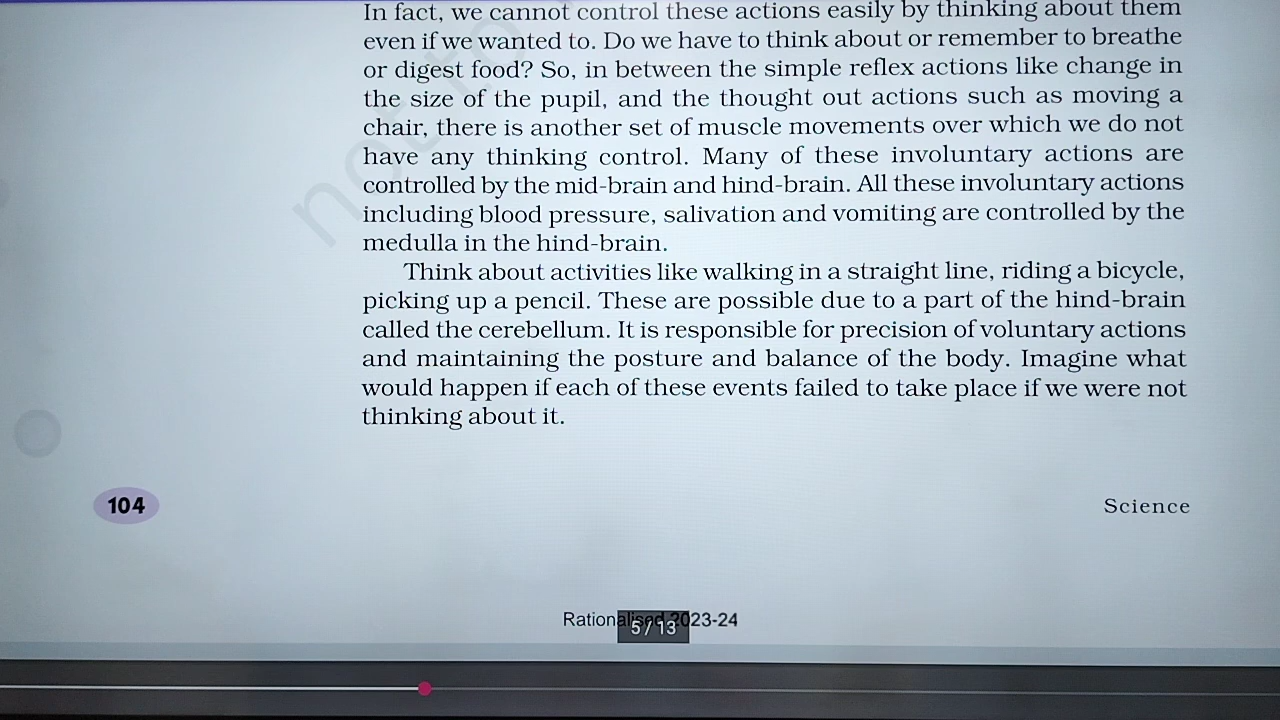 In fact, we cannot control these actions easily by thinking about them
even if we wanted to. Do we have to think about or remember to breathe
or digest food? So, in between the simple reflex actions like change in
the size of the pupil, and the thought out actions such as moving a
chair, there is another set of muscle movements over which we do not
have any thinking control. Many of these involuntary actions are
controlled by the mid-brain and hind-brain. All these involuntary actions
including blood pressure, salivation and vomiting are controlled by the
medulla in the hind-brain.
Think about activities like walking in a straight line, riding a bicycle,
picking up a pencil. These are possible due to a part of the hind-brain
called the cerebellum. It is responsible for precision of voluntary actions
and maintaining the posture and balance of the body. Imagine what
would happen if each of these events failed to take place if we were not
thinking about it.
104
Science
Rationalised 2023-24
5 / 13
not to